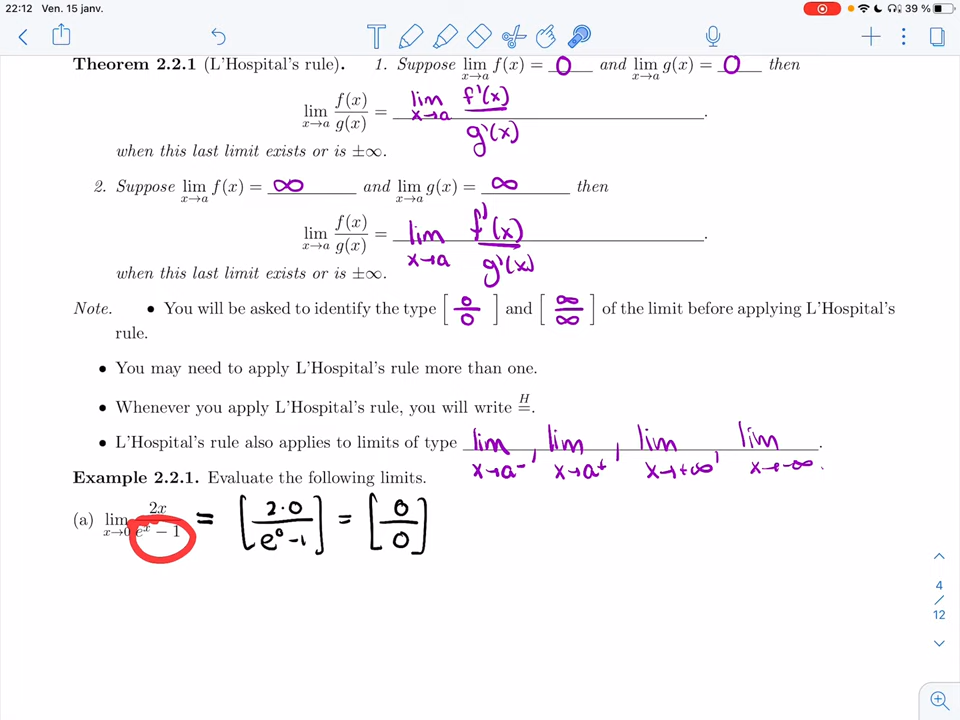 22:12 Ven. 15 janv. 39 %
Theorem 2.2.1 (L'Hospital's rule). 1. Suppose lim x→a f(x) = 0 and lim x→a g(x) = 0 then
lim x→a f(x)/g(x) = lim x→a f'(x)/g'(x).
when this last limit exists or is ±∞.
2. Suppose lim x→a f(x) = ∞ and lim x→a g(x) = ∞ then
lim x→a f(x)/g(x) = lim x→a f'(x)/g'(x).
when this last limit exists or is ±∞.
Note. • You will be asked to identify the type [0/0] and [∞/∞] of the limit before applying L'Hospital's
rule.
• You may need to apply L'Hospital's rule more than one.
• Whenever you apply L'Hospital's rule, you will write H=.
• L'Hospital's rule also applies to limits of type lim x→a⁻, lim x→a⁺, lim x→+∞, lim x→-∞.
Example 2.2.1. Evaluate the following limits.
(a) lim x→0 2x/(eˣ − 1) = [2·0/(e⁰−1)] = [0/0]
4
/
12